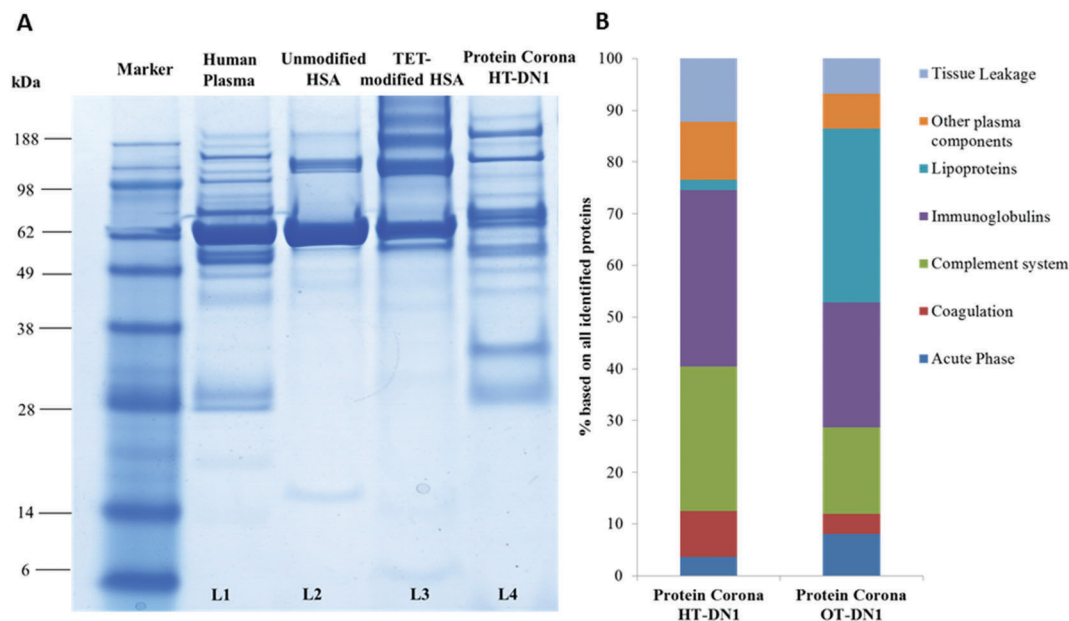 A
kDa
Marker
Human
Plasma
Unmodified
HSA
TET-
modified HSA
Protein Corona
HT-DN1
188
98
62
49
38
28
14
6
L1
L2
L3
L4
B
% based on all identified proteins
100
90
80
70
60
50
40
30
20
10
0
Protein Corona
HT-DN1
Protein Corona
OT-DN1
Tissue Leakage
Other plasma
components
Lipoproteins
Immunoglobulins
Complement system
Coagulation
Acute Phase